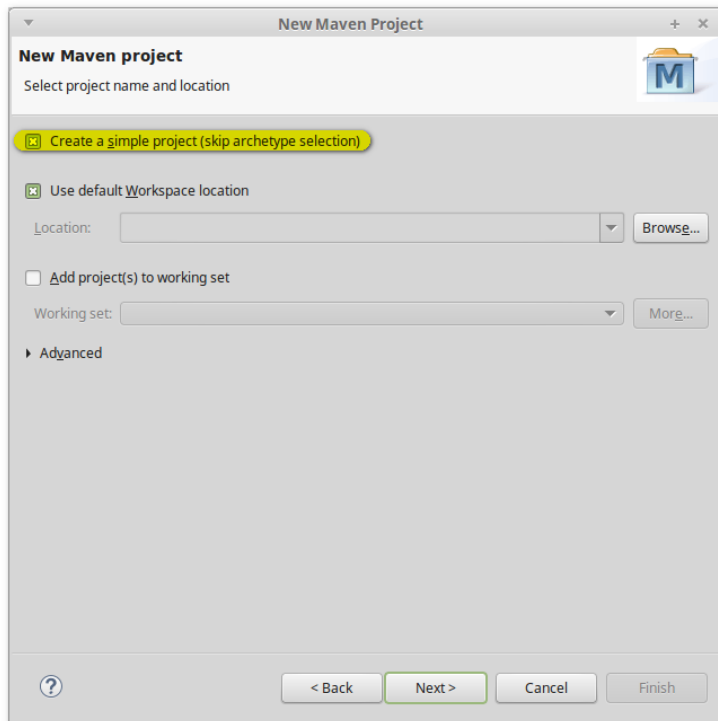 New Maven Project
New Maven project
Select project name and location
M
Create a simple project (skip archetype selection)
Use default Workspace location
Location:
Browse...
Add project(s) to working set
Working set:
More...
Advanced
?
< Back
Next >
Cancel
Finish